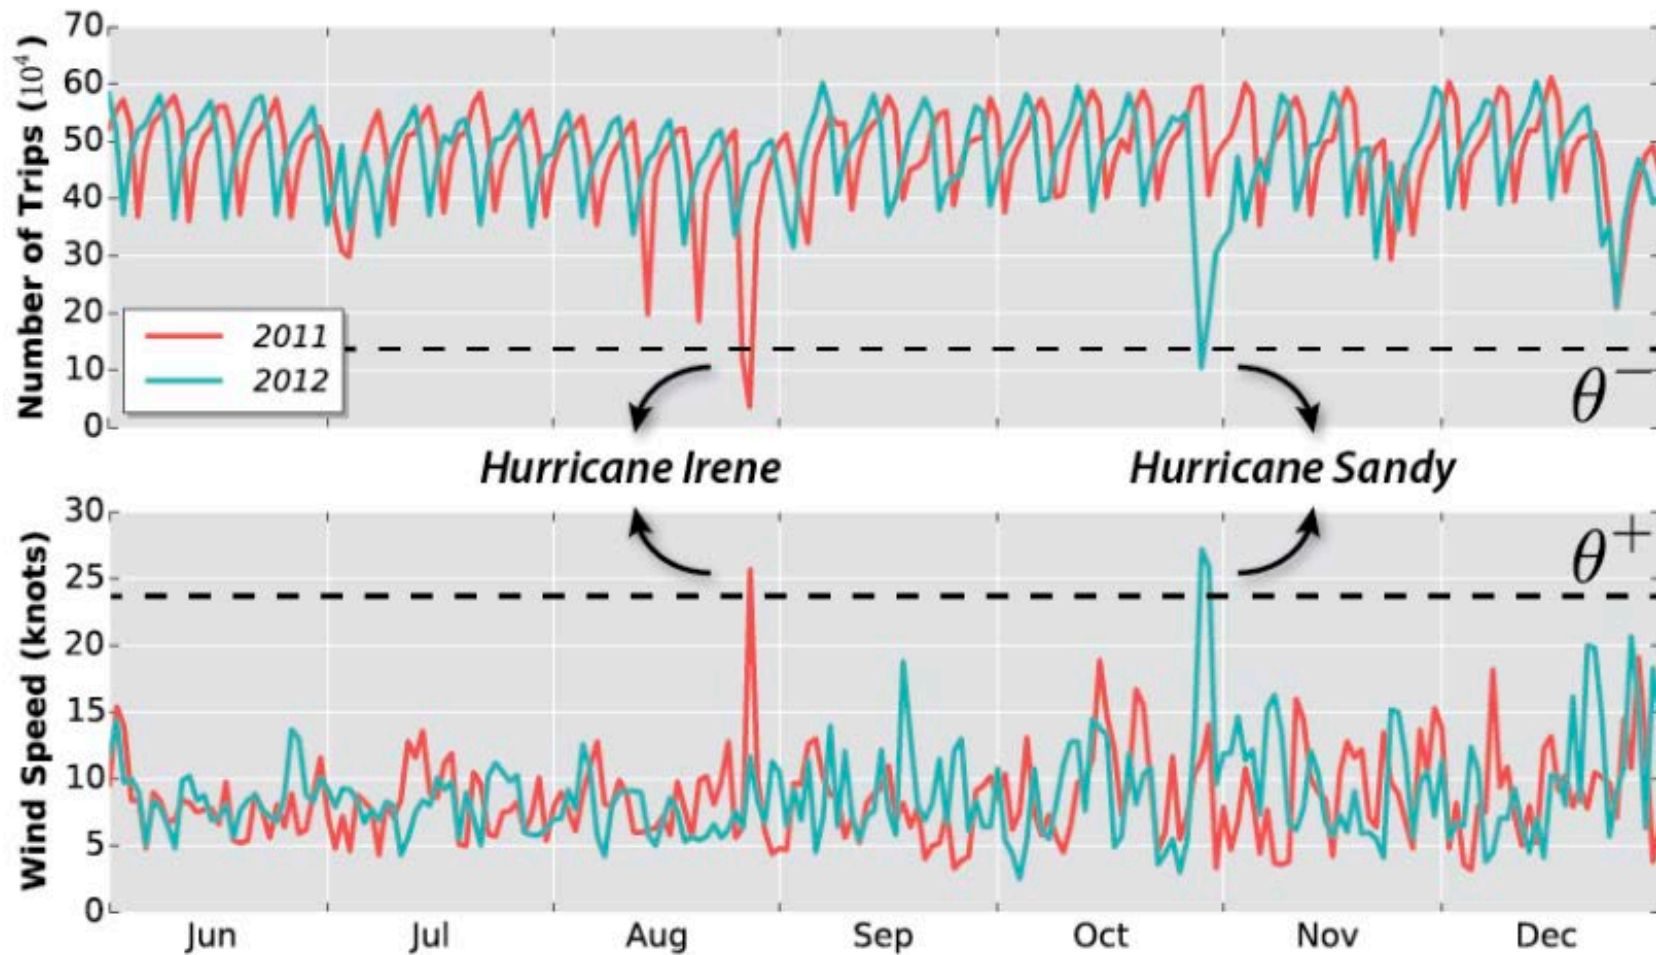 Number of Trips (10⁴)
70
60
50
40
30
20
10
0
2011
2012
θ⁻
Hurricane Irene
Hurricane Sandy
Wind Speed (knots)
30
25
20
15
10
5
0
θ⁺
Jun Jul Aug Sep Oct Nov Dec